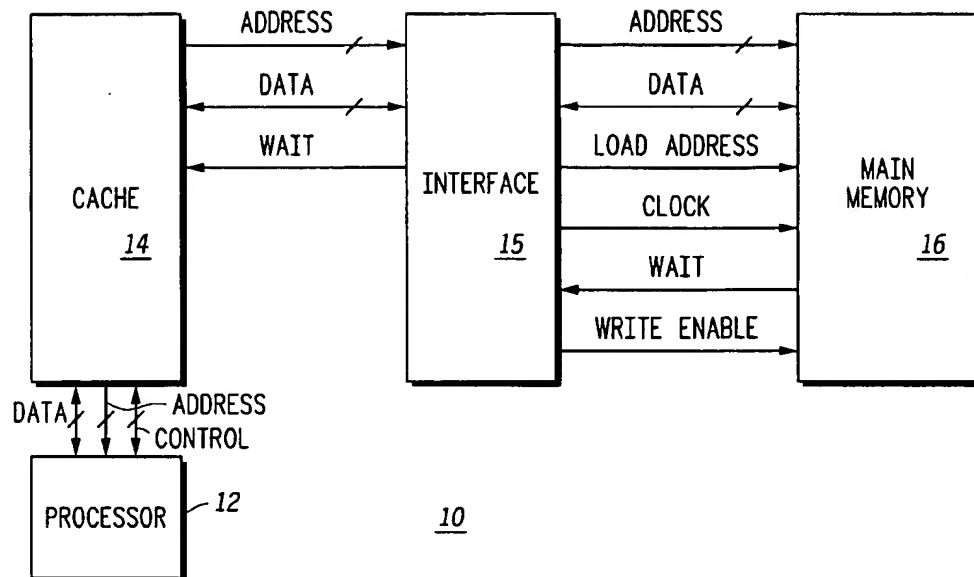 ADDRESS
DATA
WAIT
CACHE
14
INTERFACE
15
ADDRESS
DATA
LOAD ADDRESS
CLOCK
WAIT
WRITE ENABLE
MAIN
MEMORY
16
DATA
ADDRESS
CONTROL
PROCESSOR
12
10